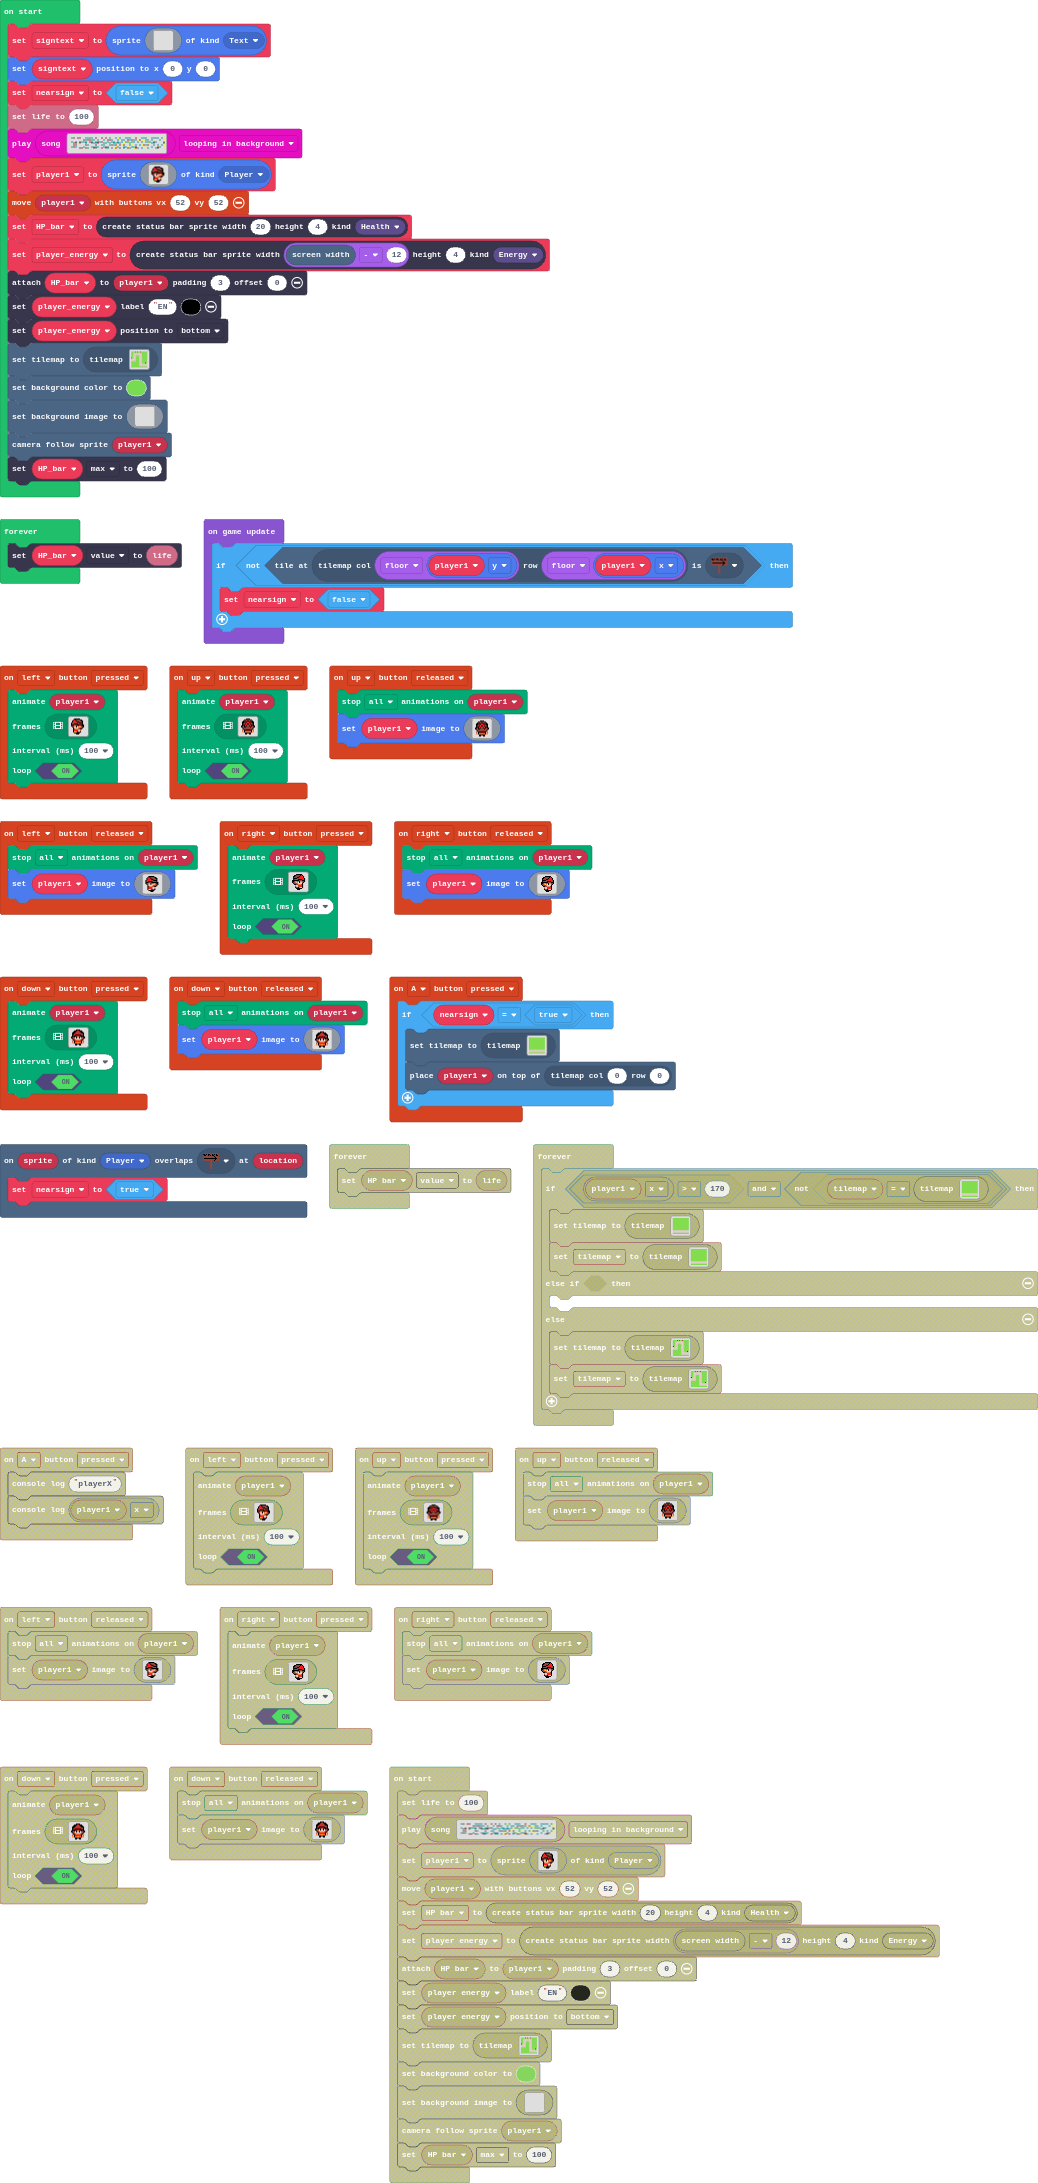 on start
set signtext to sprite of kind Text
set signtext position to x 0 y 0
set nearsign to false
set life to 100
play song looping in background
set player1 to sprite of kind Player
move player1 with buttons vx 52 vy 52
set HP_bar to create status bar sprite width 20 height 4 kind Health
set player_energy to create status bar sprite width screen width - 12 height 4 kind Energy
attach HP_bar to player1 padding 3 offset 0
set player_energy label "EN"
set player_energy position to bottom
set tilemap to tilemap
set background color to
set background image to
camera follow sprite player1
set HP_bar max to 100
forever
set HP_bar value to life
on game update
if not tile at tilemap col floor player1 y row floor player1 x is then
set nearsign to false
on left button pressed
animate player1
frames
interval (ms) 100
loop ON
on up button pressed
animate player1
frames
interval (ms) 100
loop ON
on up button released
stop all animations on player1
set player1 image to
on left button released
stop all animations on player1
set player1 image to
on right button pressed
animate player1
frames
interval (ms) 100
loop ON
on right button released
stop all animations on player1
set player1 image to
on down button pressed
animate player1
frames
interval (ms) 100
loop ON
on down button released
stop all animations on player1
set player1 image to
on A button pressed
if nearsign = true then
set tilemap to tilemap
place player1 on top of tilemap col 0 row 0
on sprite of kind Player overlaps at location
set nearsign to true
forever
set HP bar value to life
forever
if player1 x > 170 and not tilemap = tilemap then
set tilemap to tilemap
set tilemap to tilemap
else if then
else
set tilemap to tilemap
set tilemap to tilemap
on A button pressed
console log "playerX"
console log player1 x
on left button pressed
animate player1
frames
interval (ms) 100
loop ON
on up button pressed
animate player1
frames
interval (ms) 100
loop ON
on up button released
stop all animations on player1
set player1 image to
on left button released
stop all animations on player1
set player1 image to
on right button pressed
animate player1
frames
interval (ms) 100
loop ON
on right button released
stop all animations on player1
set player1 image to
on down button pressed
animate player1
frames
interval (ms) 100
loop ON
on down button released
stop all animations on player1
set player1 image to
on start
set life to 100
play song looping in background
set player1 to sprite of kind Player
move player1 with buttons vx 52 vy 52
set HP bar to create status bar sprite width 20 height 4 kind Health
set player energy to create status bar sprite width screen width - 12 height 4 kind Energy
attach HP bar to player1 padding 3 offset 0
set player energy label "EN"
set player energy position to bottom
set tilemap to tilemap
set background color to
set background image to
camera follow sprite player1
set HP bar max to 100